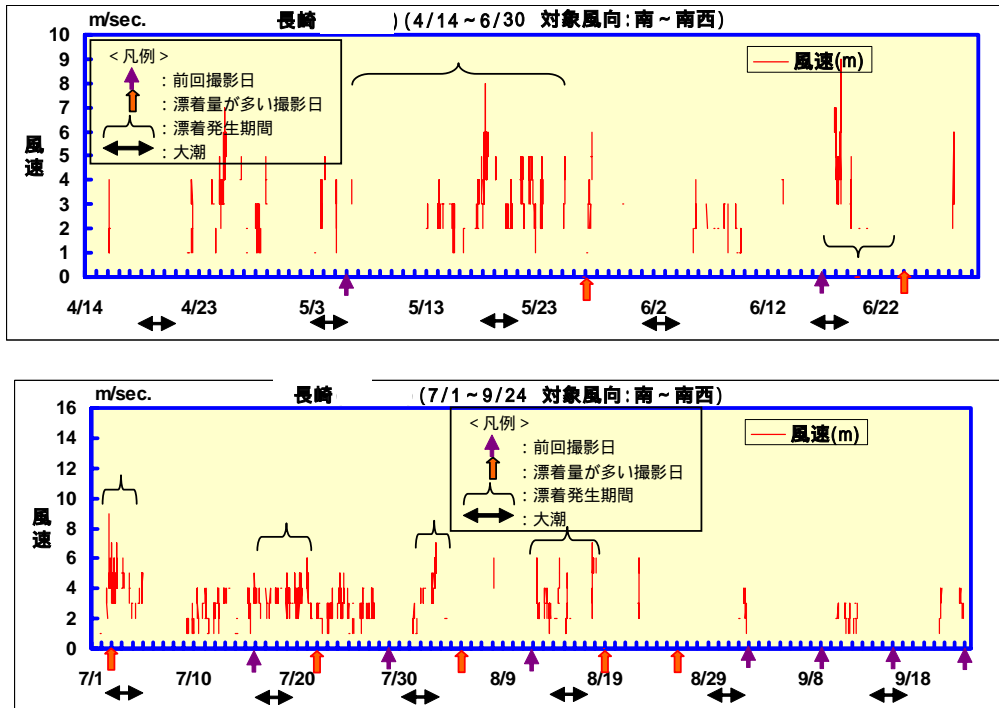 m/sec. 長崎 )(4/14~6/30 対象風向:南~南西)
10
9
8
7
6
5
4
3
2
1
0
風速
<凡例>
:前回撮影日
:漂着量が多い撮影日
:漂着発生期間
:大潮
風速(m)
4/14 4/23 5/3 5/13 5/23 6/2 6/12 6/22
m/sec. 長崎 (7/1~9/24 対象風向:南~南西)
16
14
12
10
8
6
4
2
0
風速
<凡例>
:前回撮影日
:漂着量が多い撮影日
:漂着発生期間
:大潮
風速(m)
7/1 7/10 7/20 7/30 8/9 8/19 8/29 9/8 9/18